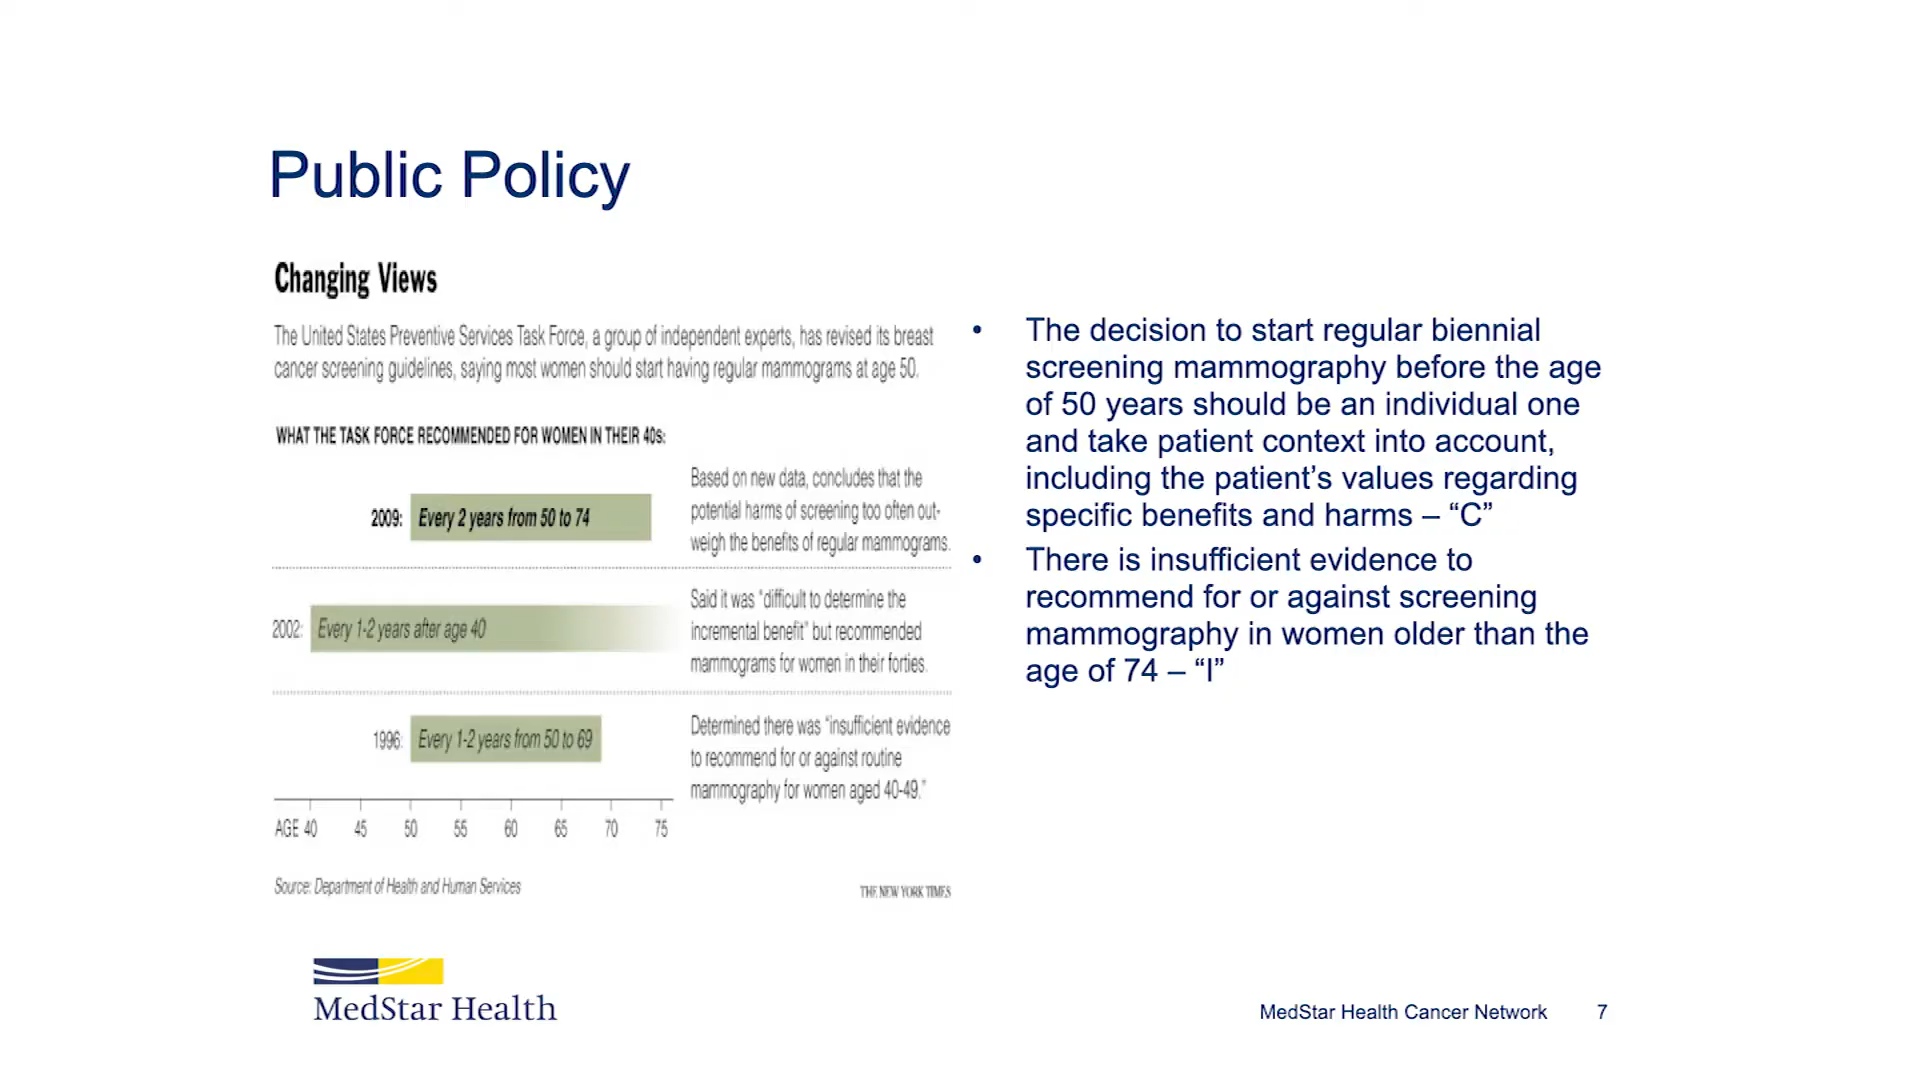 Public Policy
Changing Views
The United States Preventive Services Task Force, a group of independent experts, has revised its breast
cancer screening guidelines, saying most women should start having regular mammograms at age 50.
WHAT THE TASK FORCE RECOMMENDED FOR WOMEN IN THEIR 40s:
2009: Every 2 years from 50 to 74
Based on new data, concludes that the
potential harms of screening too often out-
weigh the benefits of regular mammograms.
2002: Every 1-2 years after age 40
Said it was "difficult to determine the
incremental benefit" but recommended
mammograms for women in their forties.
1996: Every 1-2 years from 50 to 69
Determined there was "insufficient evidence
to recommend for or against routine
mammography for women aged 40-49."
AGE 40 45 50 55 60 65 70 75
Source: Department of Health and Human Services
THE NEW YORK TIMES
• The decision to start regular biennial
screening mammography before the age
of 50 years should be an individual one
and take patient context into account,
including the patient’s values regarding
specific benefits and harms – “C”
• There is insufficient evidence to
recommend for or against screening
mammography in women older than the
age of 74 – “I”
MedStar Health
MedStar Health Cancer Network 7